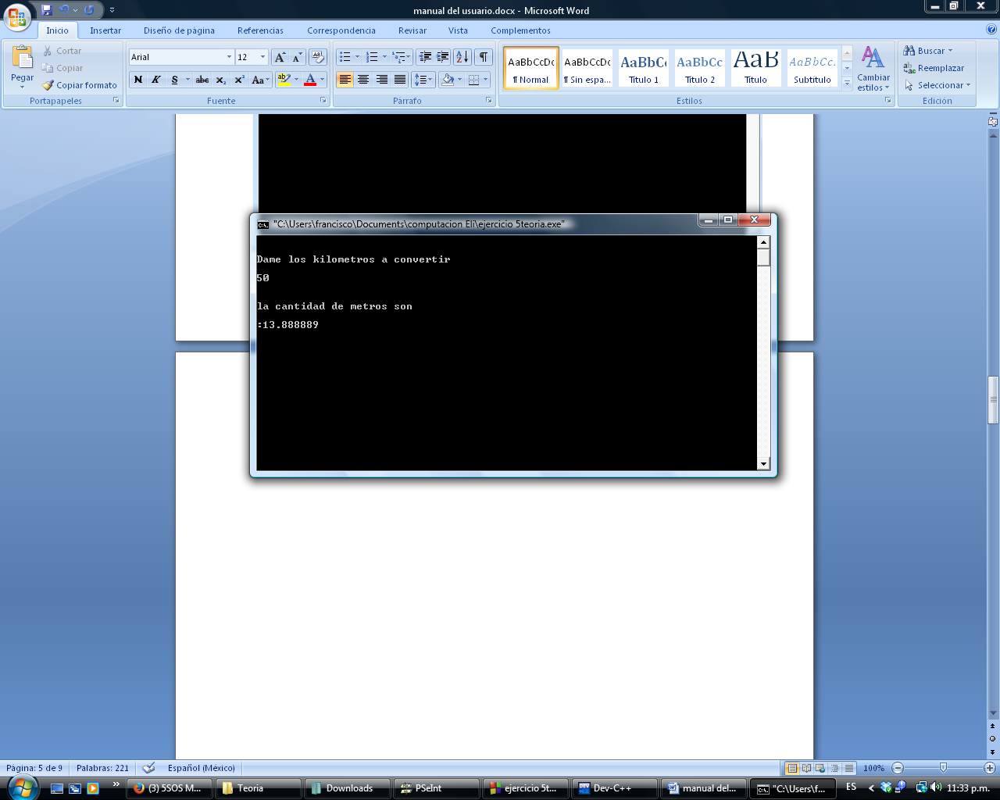 manual del usuario.docx - Microsoft Word
Inicio Insertar Diseño de página Referencias Correspondencia Revisar Vista Complementos
Pegar
Cortar
Copiar
Copiar formato
Portapapeles
Arial 12
N K S abc x₂ x² Aa
Fuente
Párrafo
AaBbCcDc AaBbCcDc AaBbCc AaBbCc AaB AaBbCc.
¶ Normal ¶ Sin espa... Título 1 Título 2 Título Subtítulo
Cambiar estilos
Estilos
Buscar
Reemplazar
Seleccionar
Edición
"C:\Users\francisco\Documents\computacion Eli\ejercicio 5teoria.exe"
Dame los kilometros a convertir
50
la cantidad de metros son
:13.888889
Página: 5 de 9 Palabras: 221 Español (México) 100%
(3) 5SOS M... Teoria Downloads PSeInt ejercicio 5t... Dev-C++ manual del... "C:\Users\f... ES 11:33 p.m.